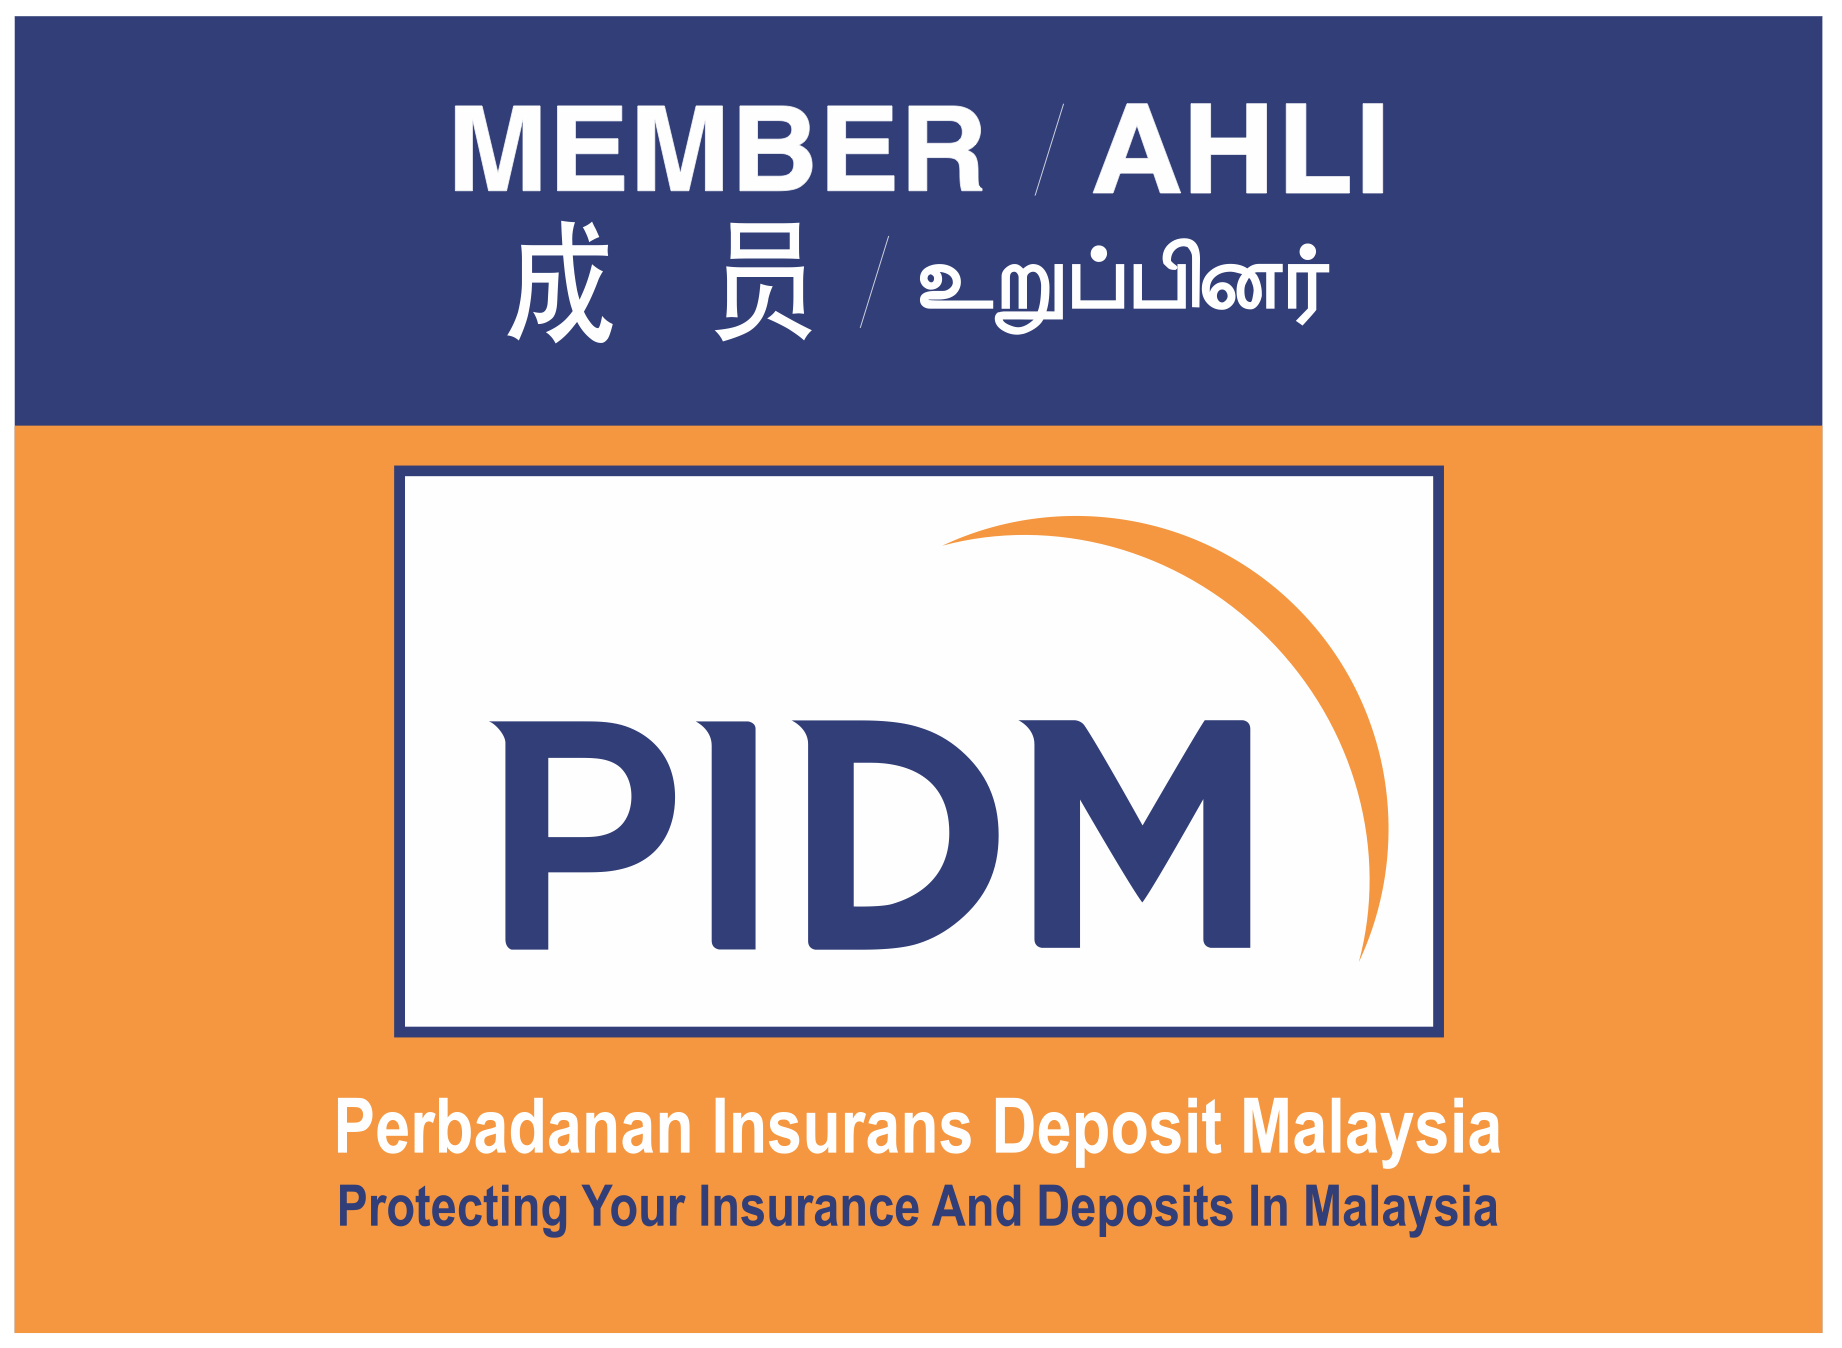 MEMBER / AHLI
成 员 / உறுப்பினர்
PIDM
Perbadanan Insurans Deposit Malaysia
Protecting Your Insurance And Deposits In Malaysia